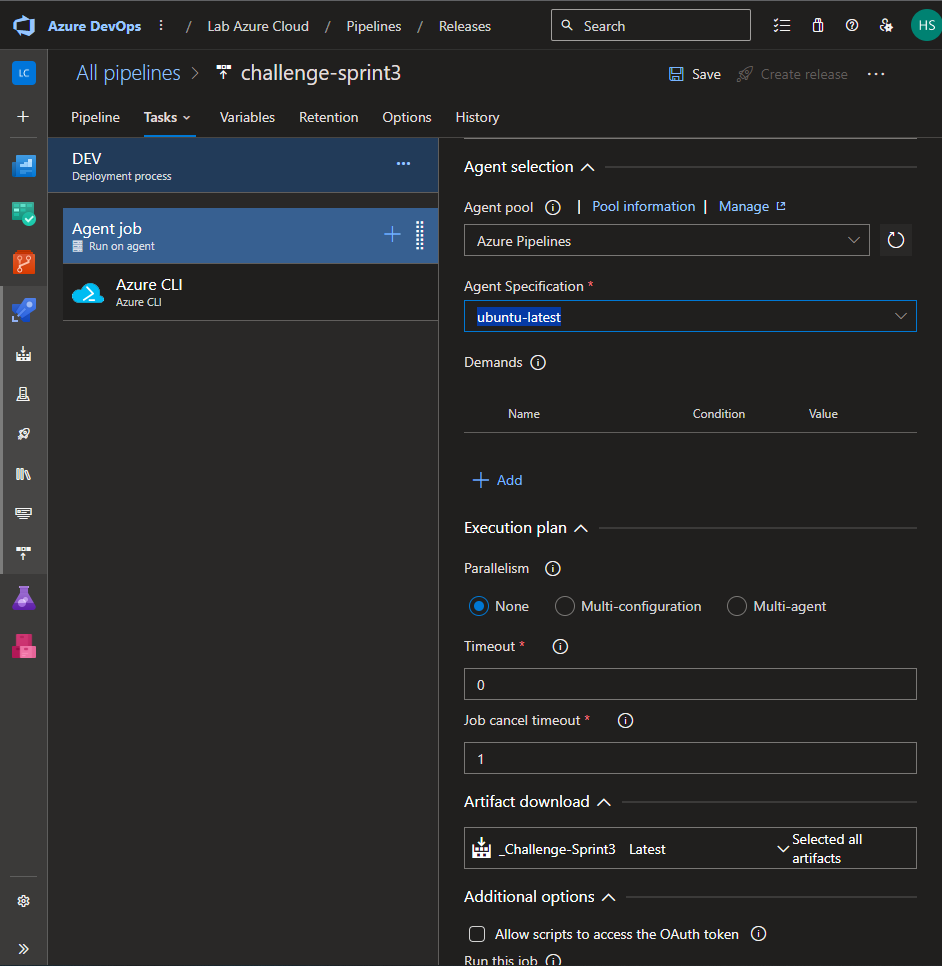 Azure DevOps / Lab Azure Cloud / Pipelines / Releases Search HS
LC
All pipelines > challenge-sprint3 Save Create release ...
Pipeline Tasks Variables Retention Options History
DEV
Deployment process
Agent job
Run on agent
Azure CLI
Azure CLI
Agent selection
Agent pool | Pool information | Manage
Azure Pipelines
Agent Specification *
ubuntu-latest
Demands
Name Condition Value
+ Add
Execution plan
Parallelism
None Multi-configuration Multi-agent
Timeout *
0
Job cancel timeout *
1
Artifact download
_Challenge-Sprint3 Latest Selected all
artifacts
Additional options
Allow scripts to access the OAuth token
Run this job